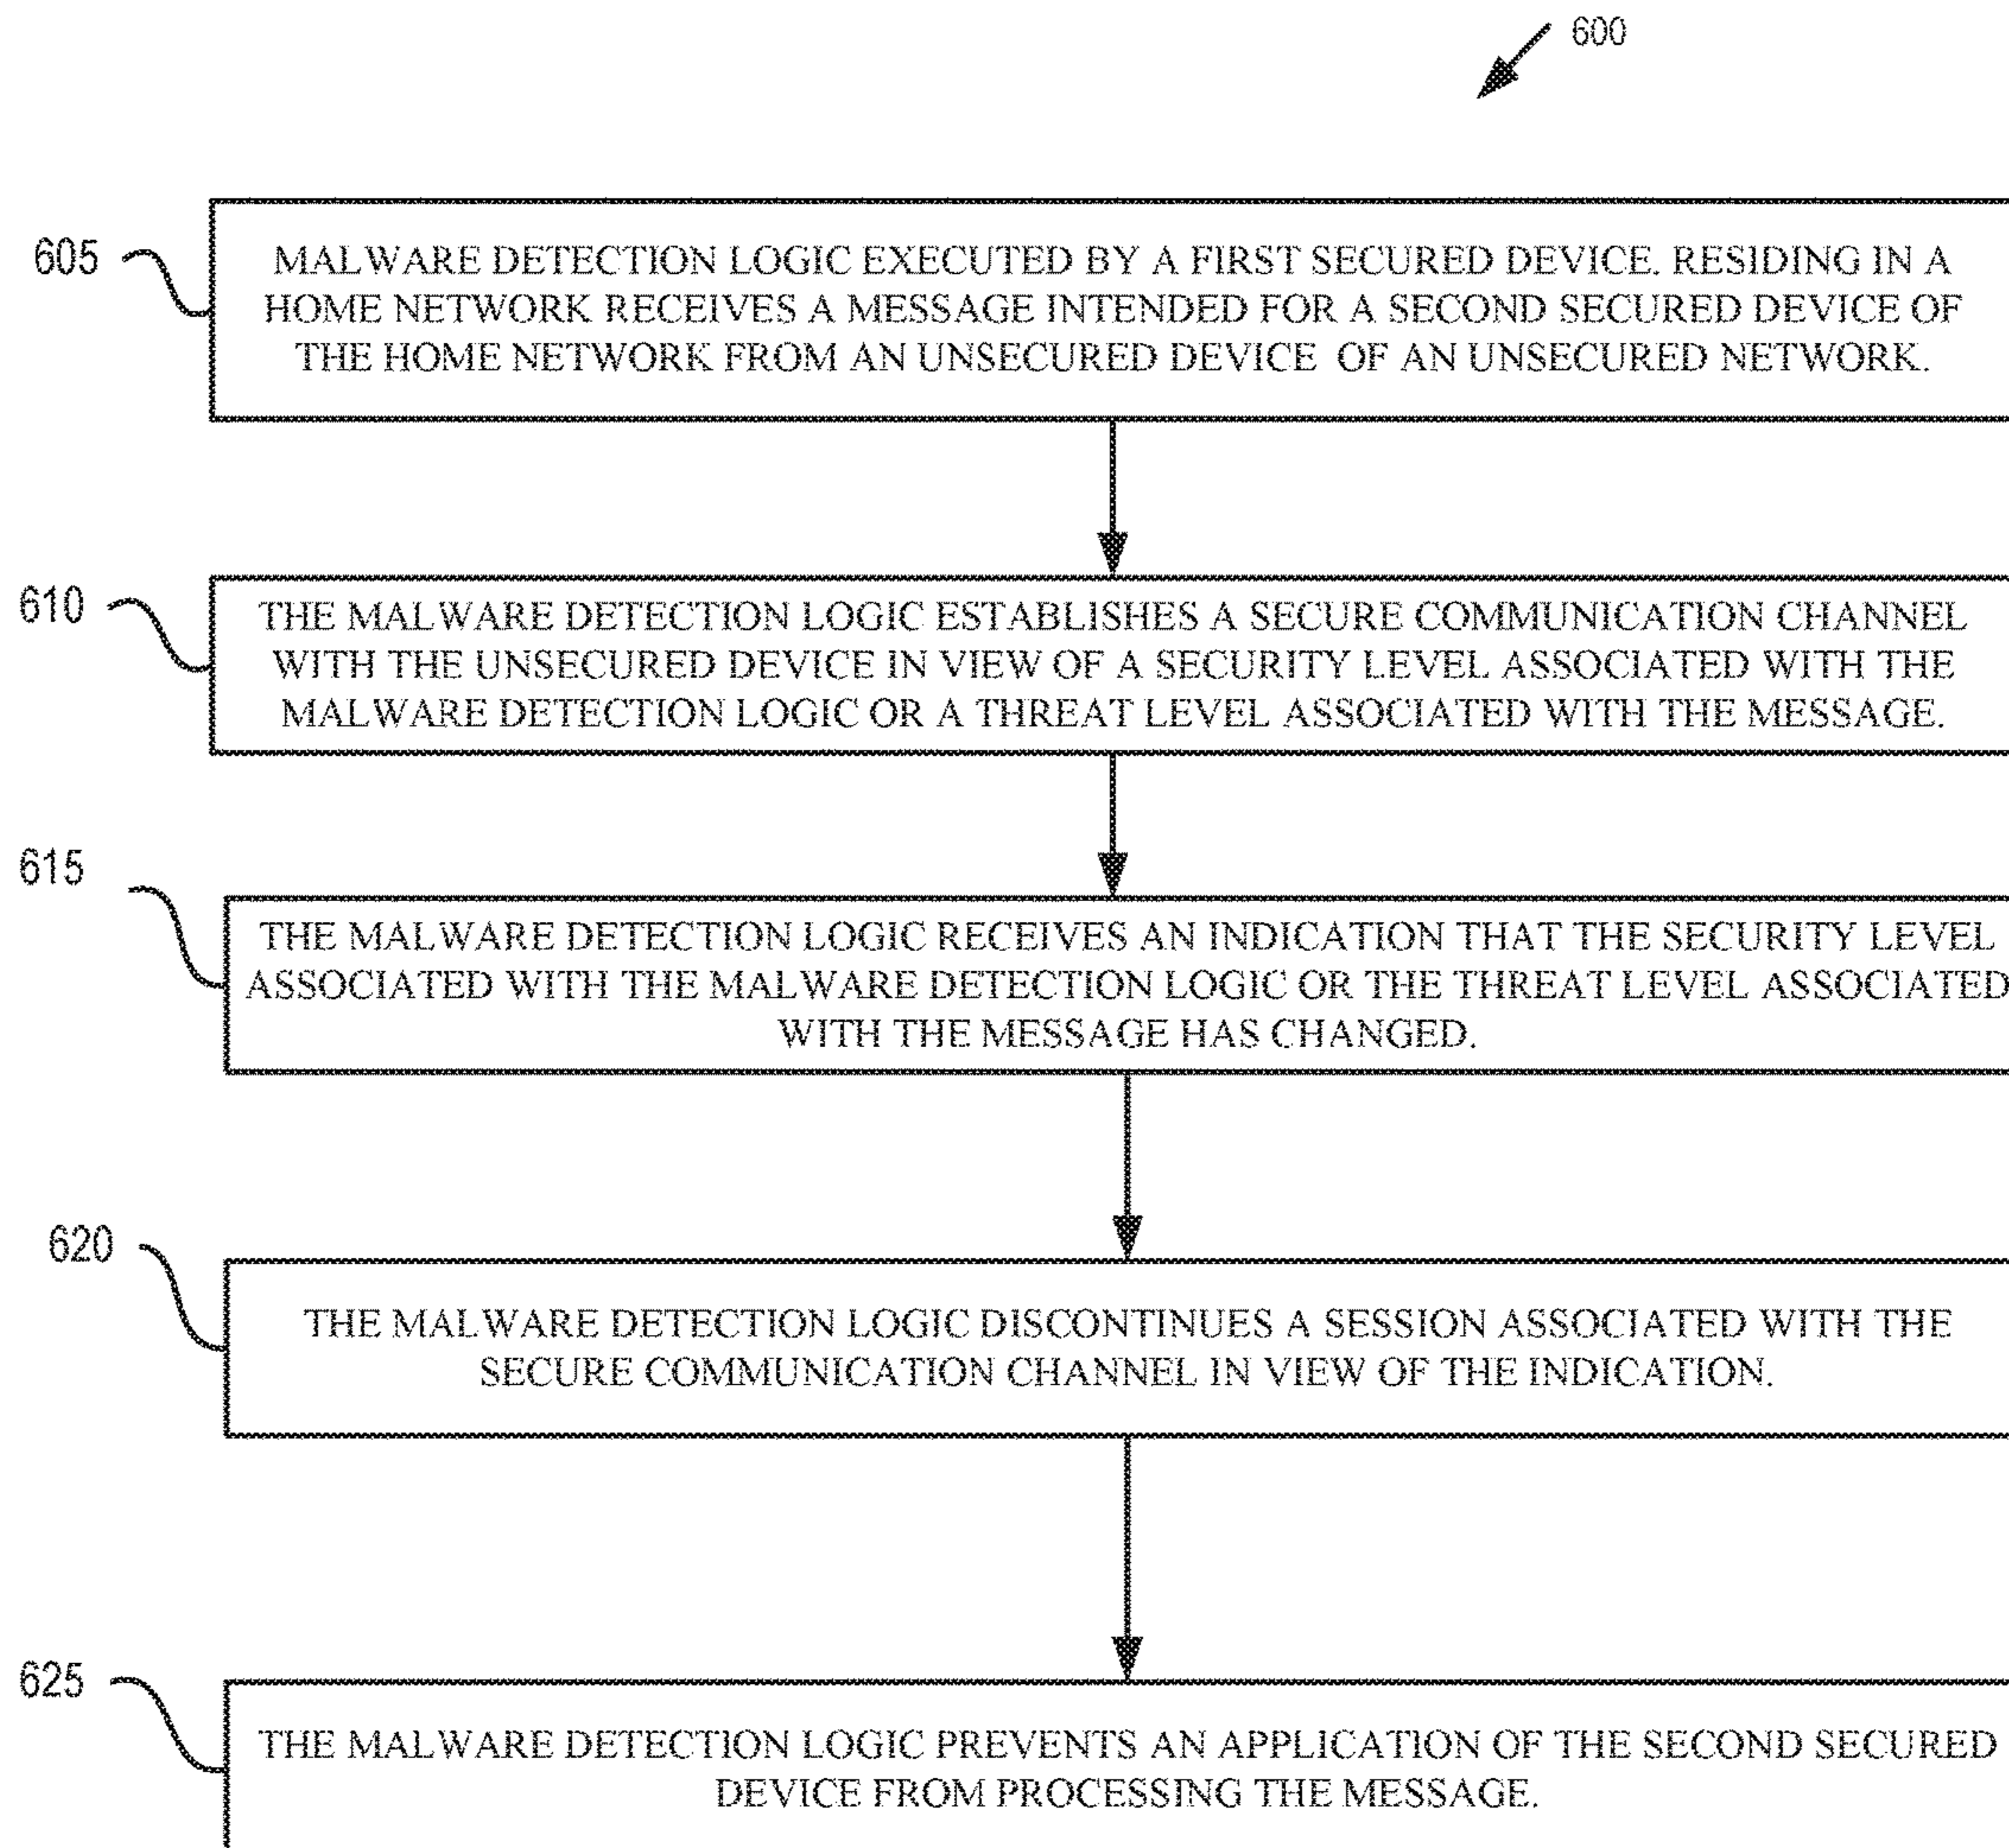 600
605
MALWARE DETECTION LOGIC EXECUTED BY A FIRST SECURED DEVICE. RESIDING IN A
HOME NETWORK RECEIVES A MESSAGE INTENDED FOR A SECOND SECURED DEVICE OF
THE HOME NETWORK FROM AN UNSECURED DEVICE OF AN UNSECURED NETWORK.
610
THE MALWARE DETECTION LOGIC ESTABLISHES A SECURE COMMUNICATION CHANNEL
WITH THE UNSECURED DEVICE IN VIEW OF A SECURITY LEVEL ASSOCIATED WITH THE
MALWARE DETECTION LOGIC OR A THREAT LEVEL ASSOCIATED WITH THE MESSAGE.
615
THE MALWARE DETECTION LOGIC RECEIVES AN INDICATION THAT THE SECURITY LEVEL
ASSOCIATED WITH THE MALWARE DETECTION LOGIC OR THE THREAT LEVEL ASSOCIATED
WITH THE MESSAGE HAS CHANGED.
620
THE MALWARE DETECTION LOGIC DISCONTINUES A SESSION ASSOCIATED WITH THE
SECURE COMMUNICATION CHANNEL IN VIEW OF THE INDICATION.
625
THE MALWARE DETECTION LOGIC PREVENTS AN APPLICATION OF THE SECOND SECURED
DEVICE FROM PROCESSING THE MESSAGE.